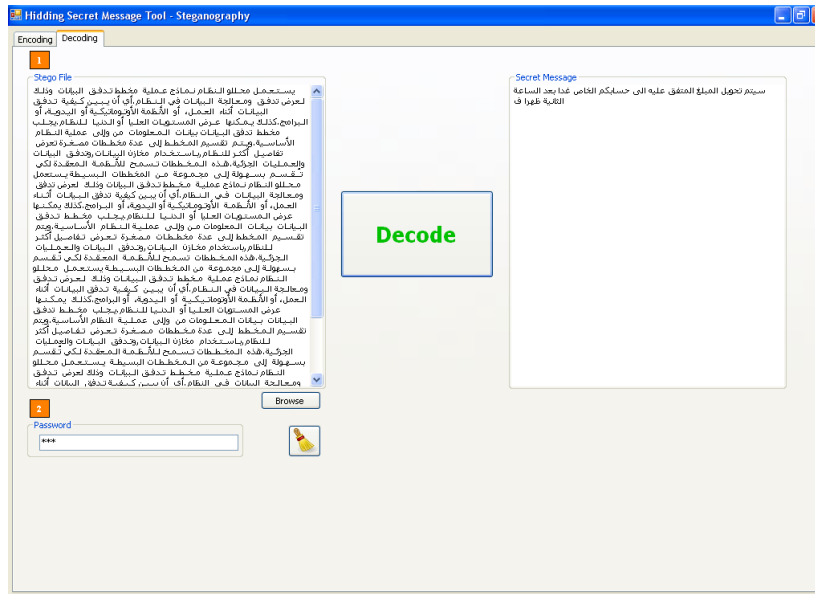 Hidding Secret Message Tool - Steganography
Encoding Decoding
1
Stego File
يستعمل محللو النظام نماذج عملية مخطط تدفق البيانات وذلك
لعرض تدفق ومعالجة البيانات في النظام.أي أن يبين كيفية تدفق
البيانات أثناء العمل، أو الأنظمة الأوتوماتيكية أو اليدوية، أو
البرامج.كذلك يمكنها عرض المستويات العليا أو الدنيا للنظام.يجلب
مخطط تدفق البيانات بيانات المعلومات من وإلى عملية النظام
الأساسية.ويتم تقسيم المخطط إلى عدة مخططات مصغرة تعرض
تفاصيل أكثر للنظام.باستخدام مخازن البيانات,وتدفق البيانات
والعمليات الجزئية.هذه المخططات تسمح للأنظمة المعقدة لكي
تقسم بسهولة إلى مجموعة من المخططات البسيطة.يستعمل
محللو النظام نماذج عملية مخطط تدفق البيانات وذلك لعرض تدفق
ومعالجة البيانات في النظام.أي أن يبين كيفية تدفق البيانات أثناء
العمل، أو الأنظمة الأوتوماتيكية أو اليدوية، أو البرامج.كذلك يمكنها
عرض المستويات العليا أو الدنيا للنظام.يجلب مخطط تدفق
البيانات بيانات المعلومات من وإلى عملية النظام الأساسية.ويتم
تقسيم المخطط إلى عدة مخططات مصغرة تعرض تفاصيل أكثر
للنظام.باستخدام مخازن البيانات,وتدفق البيانات والعمليات
الجزئية.هذه المخططات تسمح للأنظمة المعقدة لكي تقسم
بسهولة إلى مجموعة من المخططات البسيطة يستعمل محللو
النظام نماذج عملية مخطط تدفق البيانات وذلك لعرض تدفق
ومعالجة البيانات في النظام.أي أن يبين كيفية تدفق البيانات أثناء
العمل، أو الأنظمة الأوتوماتيكية أو اليدوية، أو البرامج.كذلك يمكنها
عرض المستويات العليا أو الدنيا للنظام.يجلب مخطط تدفق
البيانات بيانات المعلومات من وإلى عملية النظام الأساسية.ويتم
تقسيم المخطط إلى عدة مخططات مصغرة تعرض تفاصيل أكثر
للنظام.باستخدام مخازن البيانات,وتدفق البيانات والعمليات
الجزئية.هذه المخططات تسمح للأنظمة المعقدة لكي تقسم
بسهولة إلى مجموعة من المخططات البسيطة يستعمل محللو
النظام نماذج عملية مخطط تدفق البيانات وذلك لعرض تدفق
ومعالجة البيانات في النظام.أي أن يبين كيفية تدفق البيانات أثناء
Browse
2
Password
***
Decode
Secret Message
سيتم تحويل المبلغ المتفق عليه الى حسابكم الخاص غدا بعد الساعة
الثانية ظهرا ف